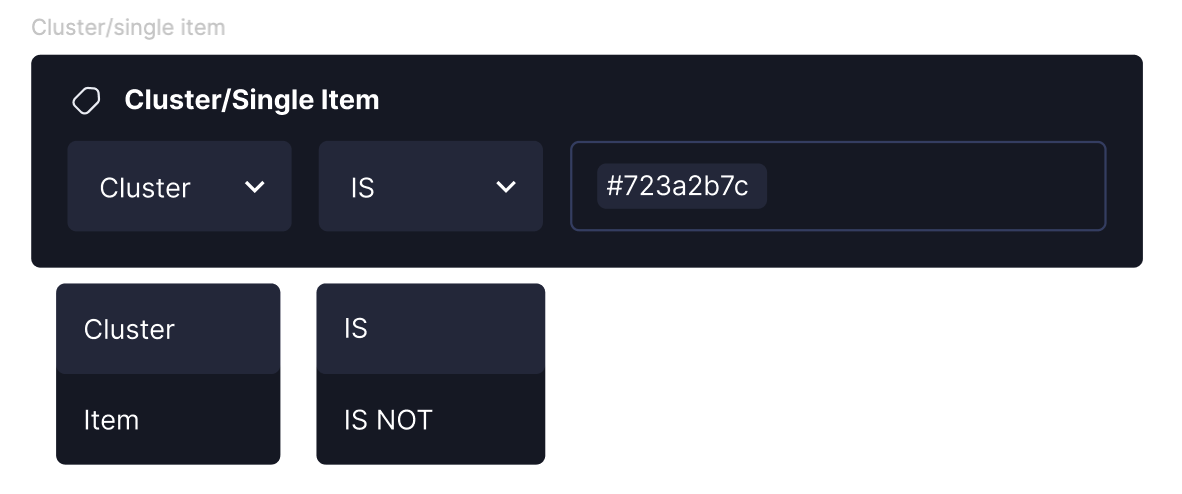 Cluster/single item
Cluster/Single Item
Cluster IS #723a2b7c
Cluster IS
Item IS NOT